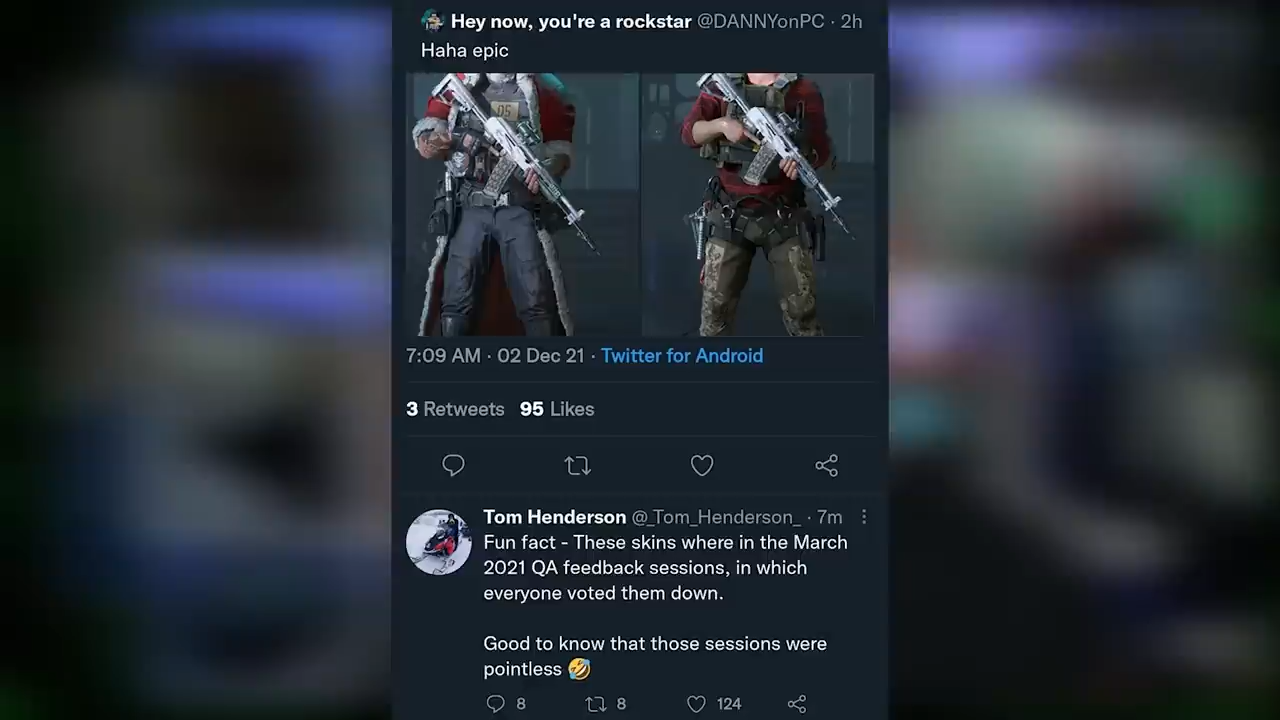 Hey now, you're a rockstar @DANNYonPC · 2h
Haha epic
05
7:09 AM · 02 Dec 21 · Twitter for Android
3 Retweets 95 Likes
Tom Henderson @_Tom_Henderson_ · 7m
Fun fact - These skins where in the March
2021 QA feedback sessions, in which
everyone voted them down.
Good to know that those sessions were
pointless 🤣
8 8 124